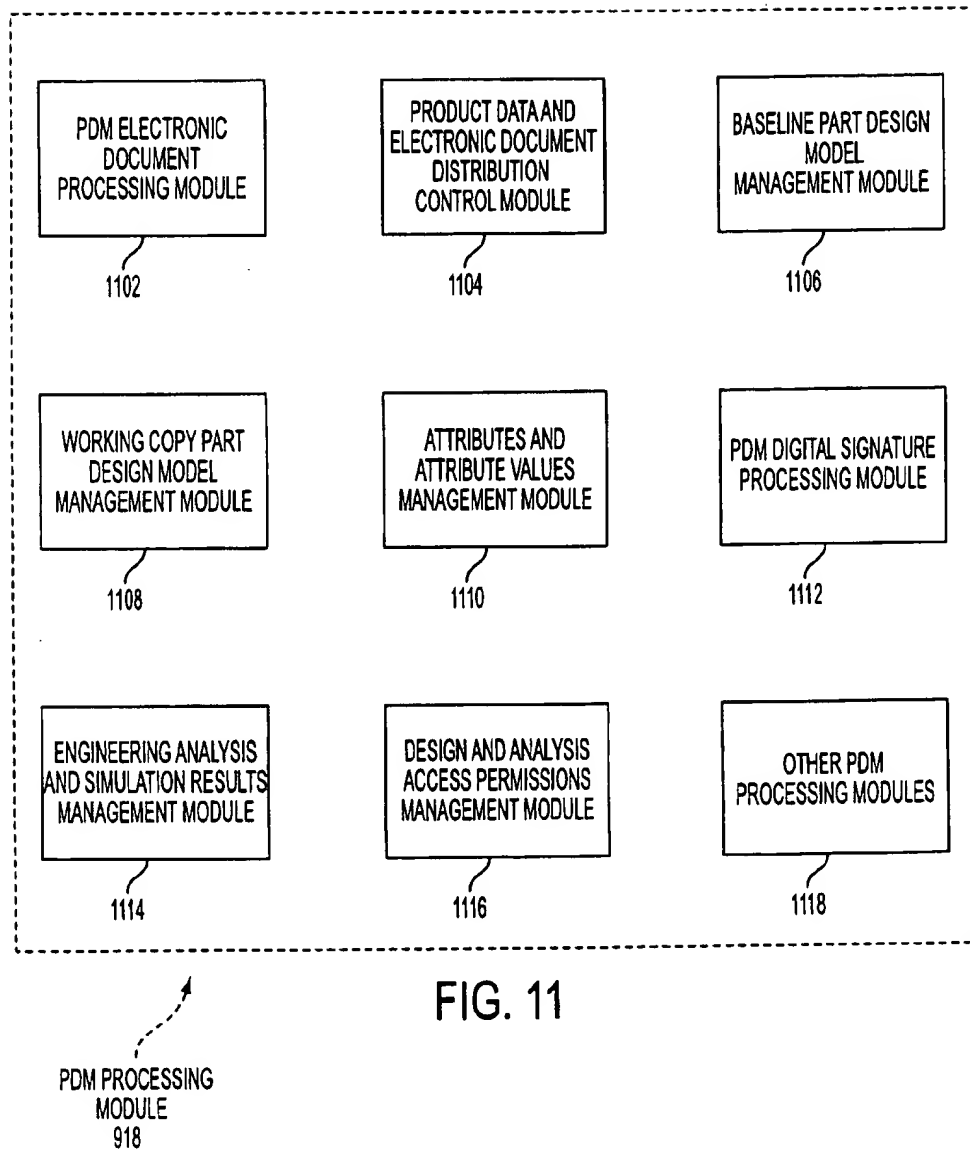 PDM ELECTRONIC
DOCUMENT
PROCESSING MODULE
1102
PRODUCT DATA AND
ELECTRONIC DOCUMENT
DISTRIBUTION
CONTROL MODULE
1104
BASELINE PART DESIGN
MODEL
MANAGEMENT MODULE
1106
WORKING COPY PART
DESIGN MODEL
MANAGEMENT MODULE
1108
ATTRIBUTES AND
ATTRIBUTE VALUES
MANAGEMENT MODULE
1110
PDM DIGITAL SIGNATURE
PROCESSING MODULE
1112
ENGINEERING ANALYSIS
AND SIMULATION RESULTS
MANAGEMENT MODULE
1114
DESIGN AND ANALYSIS
ACCESS PERMISSIONS
MANAGEMENT MODULE
1116
OTHER PDM
PROCESSING MODULES
1118
FIG. 11
PDM PROCESSING
MODULE
918